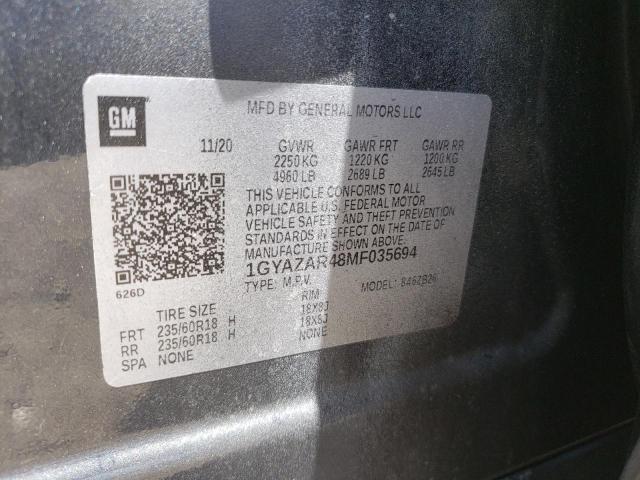 GM
MFD BY GENERAL MOTORS LLC
11/20 GVWR GAWR FRT GAWR RR
2250 KG 1220 KG 1200 KG
4960 LB 2689 LB 2645 LB
THIS VEHICLE CONFORMS TO ALL
APPLICABLE U.S. FEDERAL MOTOR
VEHICLE SAFETY AND THEFT PREVENTION
STANDARDS IN EFFECT ON THE DATE OF
MANUFACTURE SHOWN ABOVE.
1GYAZAR48MF035694
TYPE: M.P.V. MODEL:
626D
TIRE SIZE RIM
FRT 235/60R18 H 18X8J
RR 235/60R18 H 18X8J
SPA NONE NONE